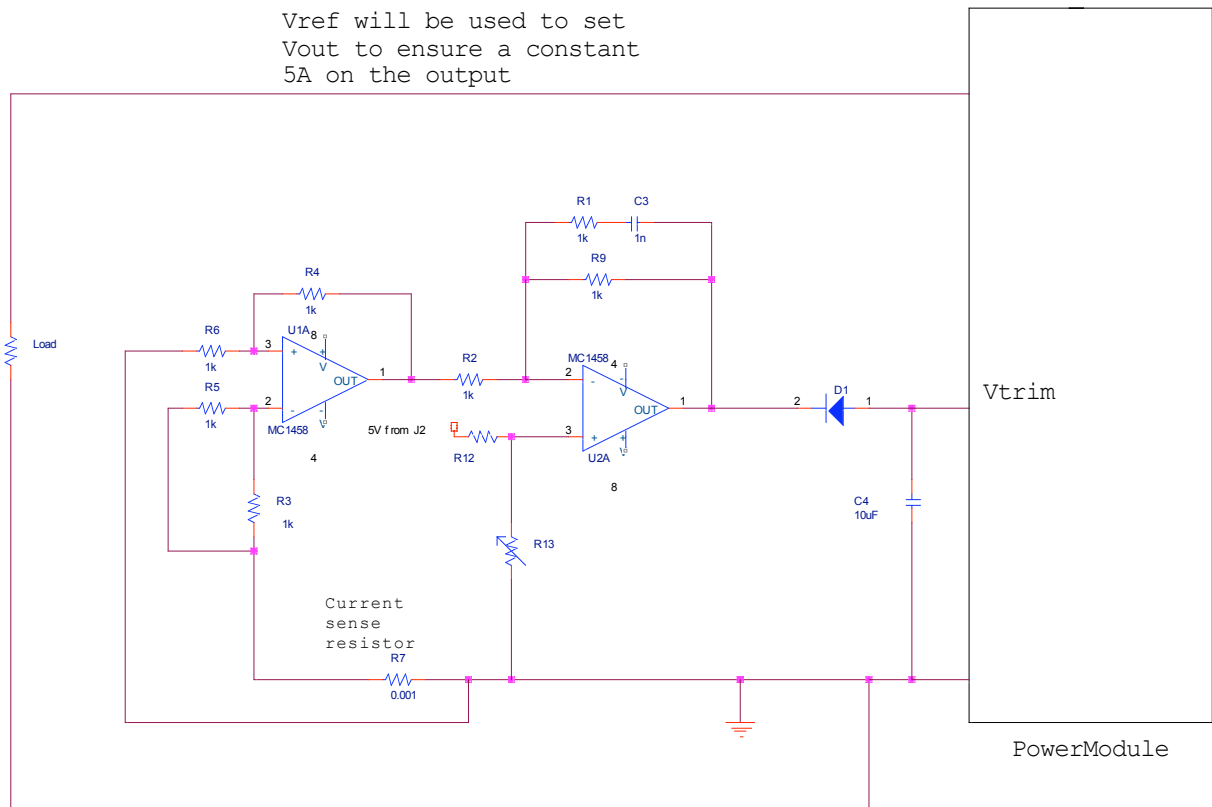 Vref will be used to set
Vout to ensure a constant
5A on the output
R1
C3
1k
1n
R9
1k
R4
1k
R6
1k
U1A
8
3
+
+
V
OUT
1
R5
1k
2
-
-
V
MC1458
4
Load
R2
1k
MC1458
4
2
-
-
V
OUT
1
3
+
+
V
U2A
8
5V from J2
R12
D1
2
1
Vtrim
R3
1k
R13
C4
10uF
Current
sense
resistor
R7
0.001
PowerModule